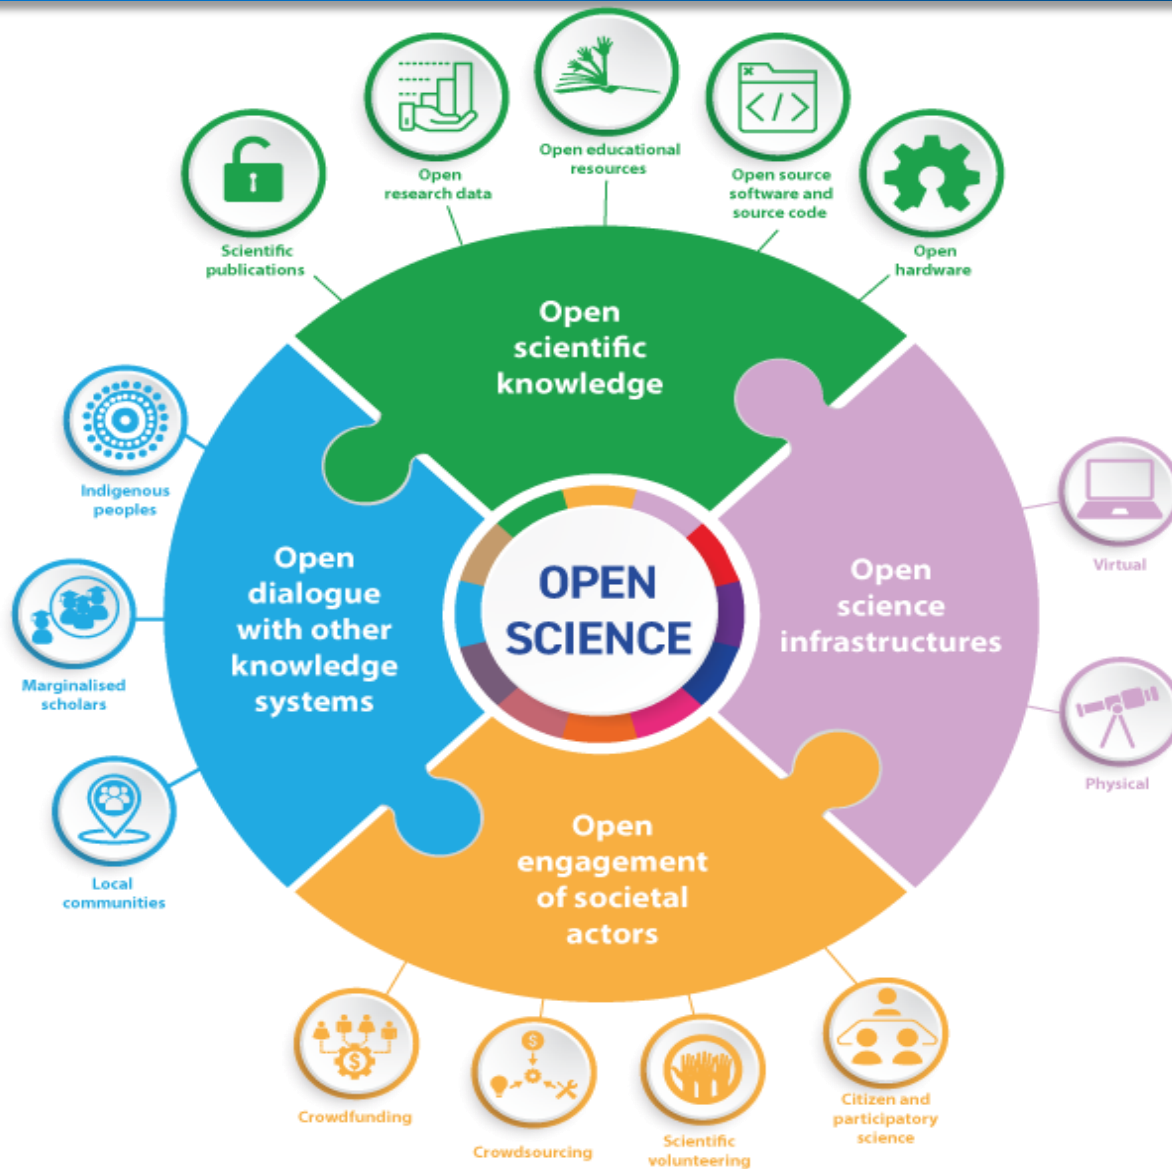 Scientific
publications
Open
research data
Open educational
resources
Open source
software and
source code
Open
hardware
Open
scientific
knowledge
Indigenous
peoples
Marginalised
scholars
Local
communities
Open
dialogue
with other
knowledge
systems
OPEN
SCIENCE
Open
science
infrastructures
Virtual
Physical
Open
engagement
of societal
actors
Crowdfunding
Crowdsourcing
Scientific
volunteering
Citizen and
participatory
science